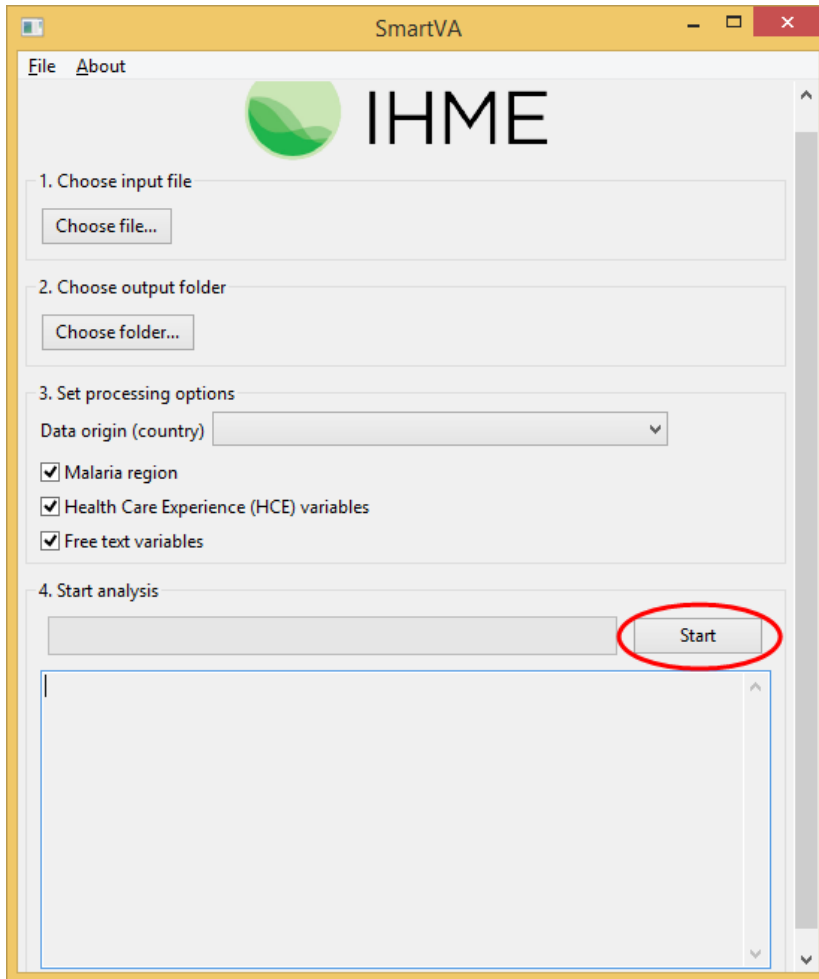 SmartVA
File About
IHME
1. Choose input file
Choose file...
2. Choose output folder
Choose folder...
3. Set processing options
Data origin (country)
Malaria region
Health Care Experience (HCE) variables
Free text variables
4. Start analysis
Start